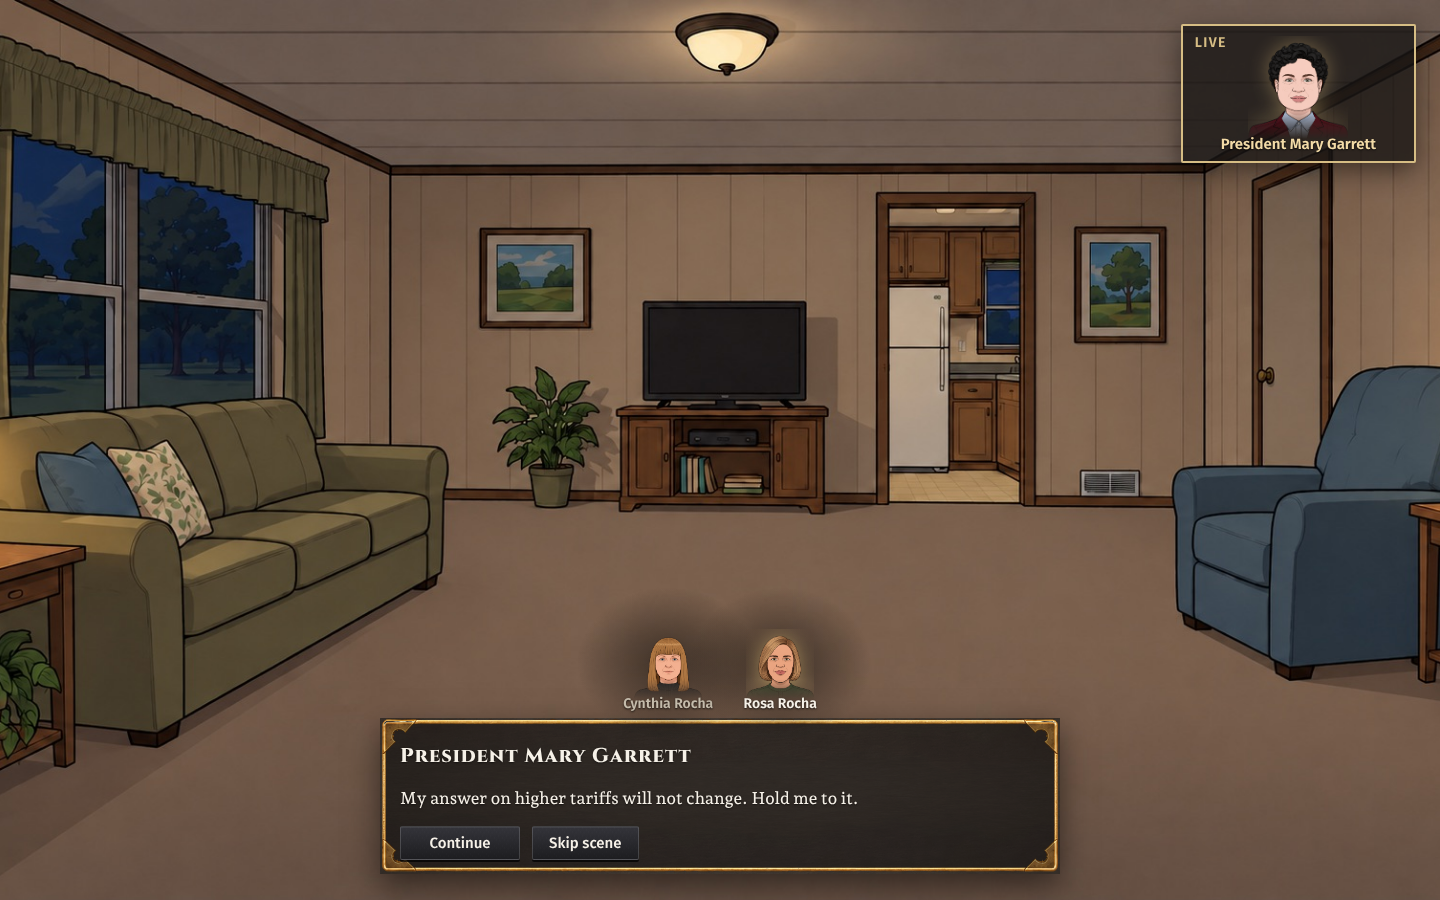 LIVE
President Mary Garrett
Cynthia Rocha
Rosa Rocha
President Mary Garrett
My answer on higher tariffs will not change. Hold me to it.
Continue
Skip scene